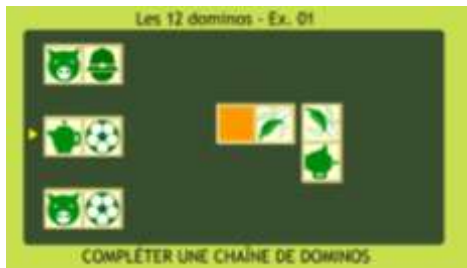 Les 12 dominos - Ex. 01
COMPLÉTER UNE CHAÎNE DE DOMINOS